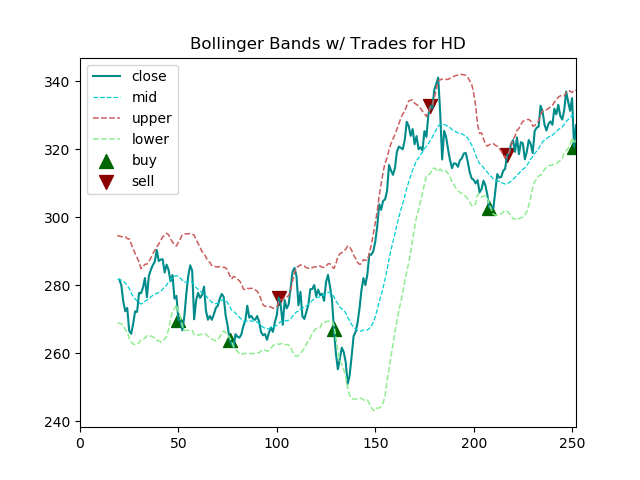 Bollinger Bands w/ Trades for HD
close
mid
upper
lower
buy
sell
340
320
300
280
260
240
0 50 100 150 200 250